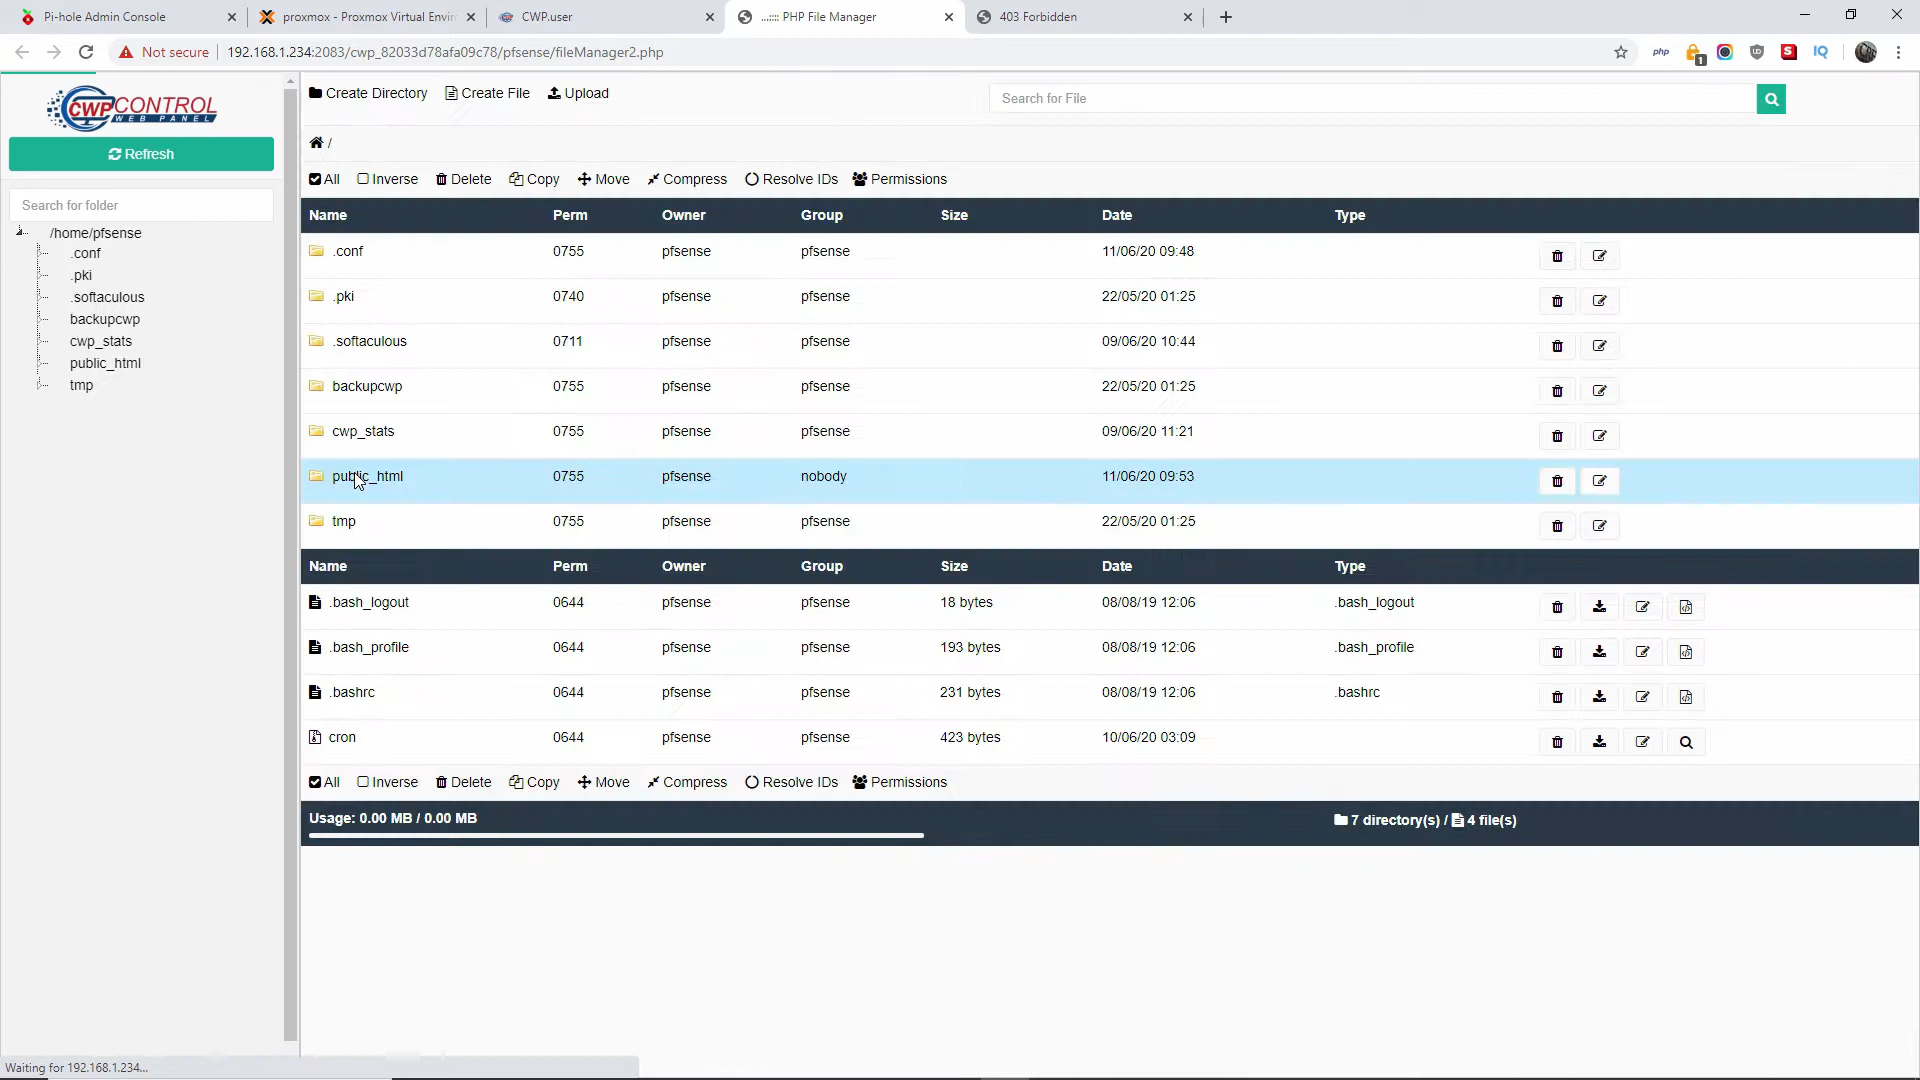 Pi-hole Admin Console
proxmox - Proxmox Virtual Envir
CWP.user
..:::: PHP File Manager
403 Forbidden
Not secure
192.168.1.234:2083/cwp_82033d78afa09c78/pfsense/fileManager2.php
php
1
S
IQ
CWP CONTROL
WEB PANEL
Refresh
Search for folder
/home/pfsense
.conf
.pki
.softaculous
backupcwp
cwp_stats
public_html
tmp
Create Directory Create File Upload
Search for File
/
All Inverse Delete Copy Move Compress Resolve IDs Permissions
Name Perm Owner Group Size Date Type
.conf 0755 pfsense pfsense 11/06/20 09:48
.pki 0740 pfsense pfsense 22/05/20 01:25
.softaculous 0711 pfsense pfsense 09/06/20 10:44
backupcwp 0755 pfsense pfsense 22/05/20 01:25
cwp_stats 0755 pfsense pfsense 09/06/20 11:21
public_html 0755 pfsense nobody 11/06/20 09:53
tmp 0755 pfsense pfsense 22/05/20 01:25
Name Perm Owner Group Size Date Type
.bash_logout 0644 pfsense pfsense 18 bytes 08/08/19 12:06 .bash_logout
.bash_profile 0644 pfsense pfsense 193 bytes 08/08/19 12:06 .bash_profile
.bashrc 0644 pfsense pfsense 231 bytes 08/08/19 12:06 .bashrc
cron 0644 pfsense pfsense 423 bytes 10/06/20 03:09
All Inverse Delete Copy Move Compress Resolve IDs Permissions
Usage: 0.00 MB / 0.00 MB
7 directory(s) / 4 file(s)
Waiting for 192.168.1.234...